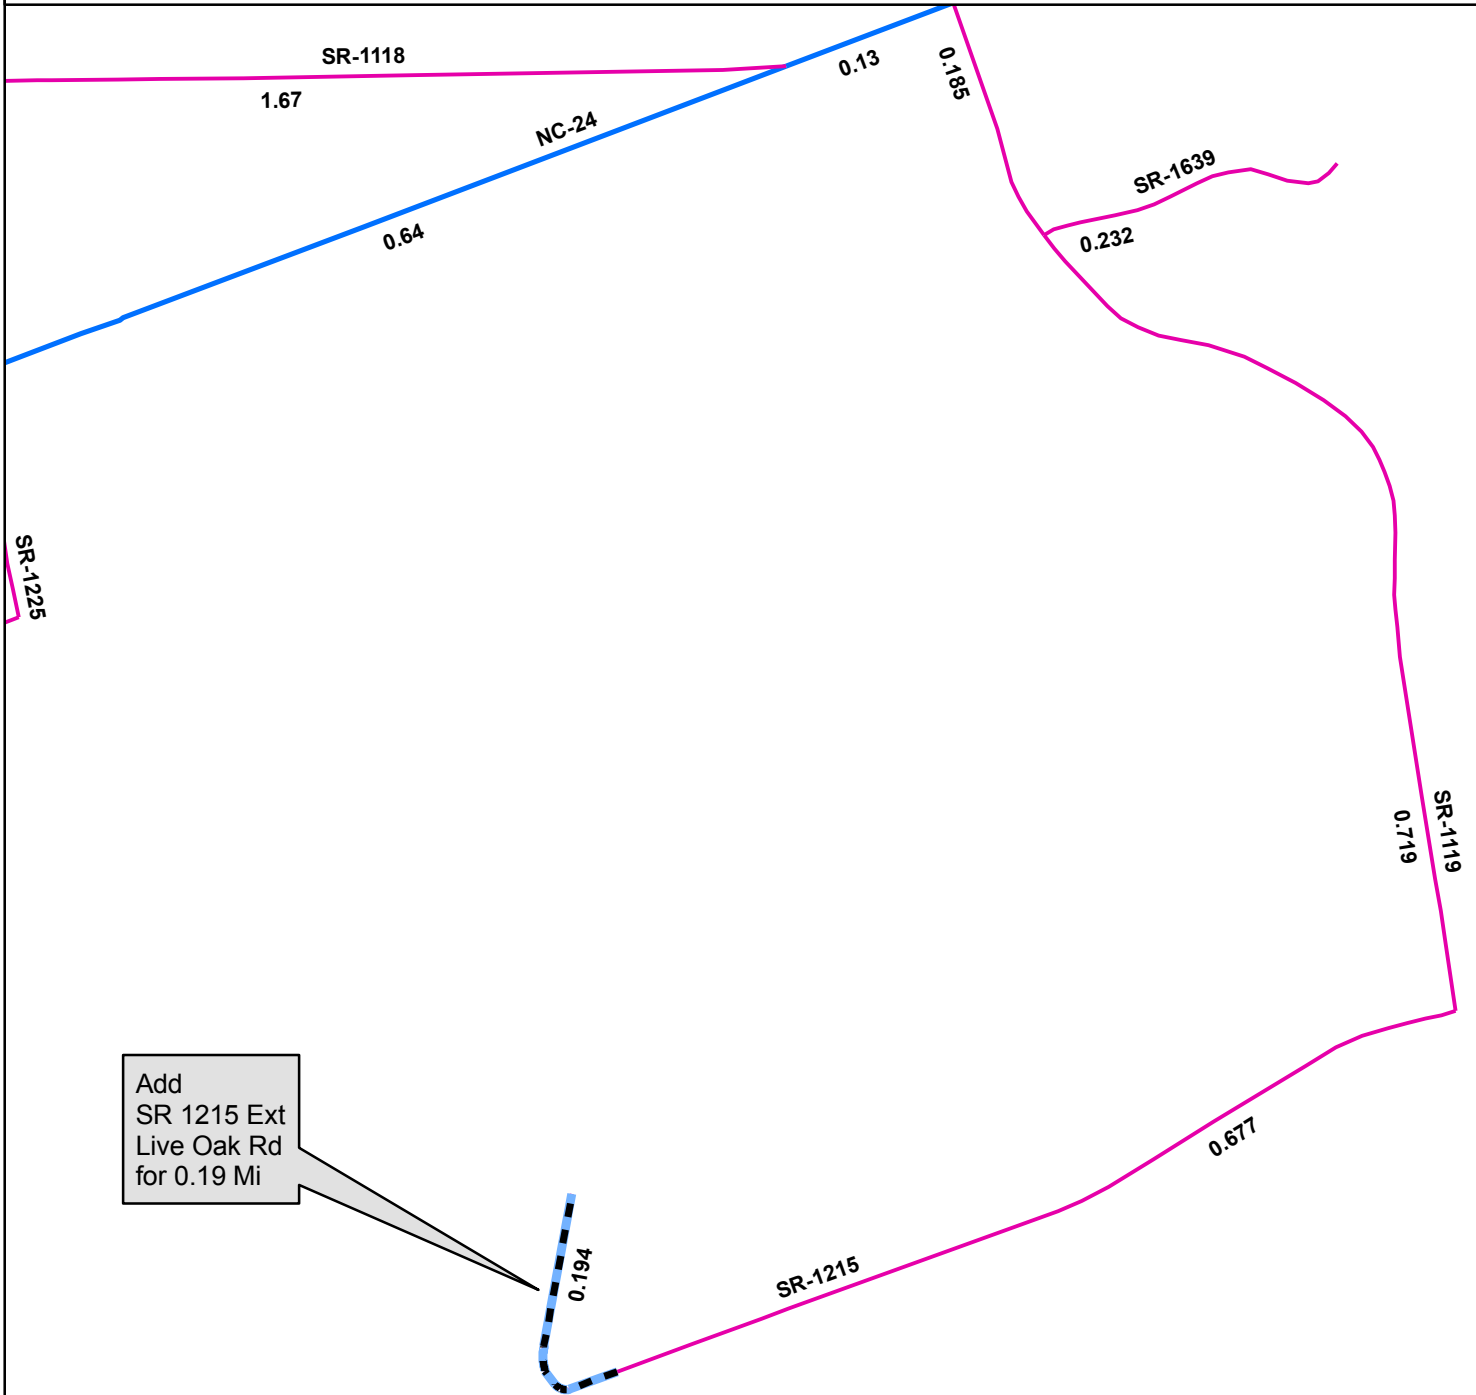 SR-1118
1.67
NC-24
0.13
0.185
SR-1639
0.232
0.64
SR-1225
SR-1119
0.719
Add
SR 1215 Ext
Live Oak Rd
for 0.19 Mi
0.677
0.194
SR-1215